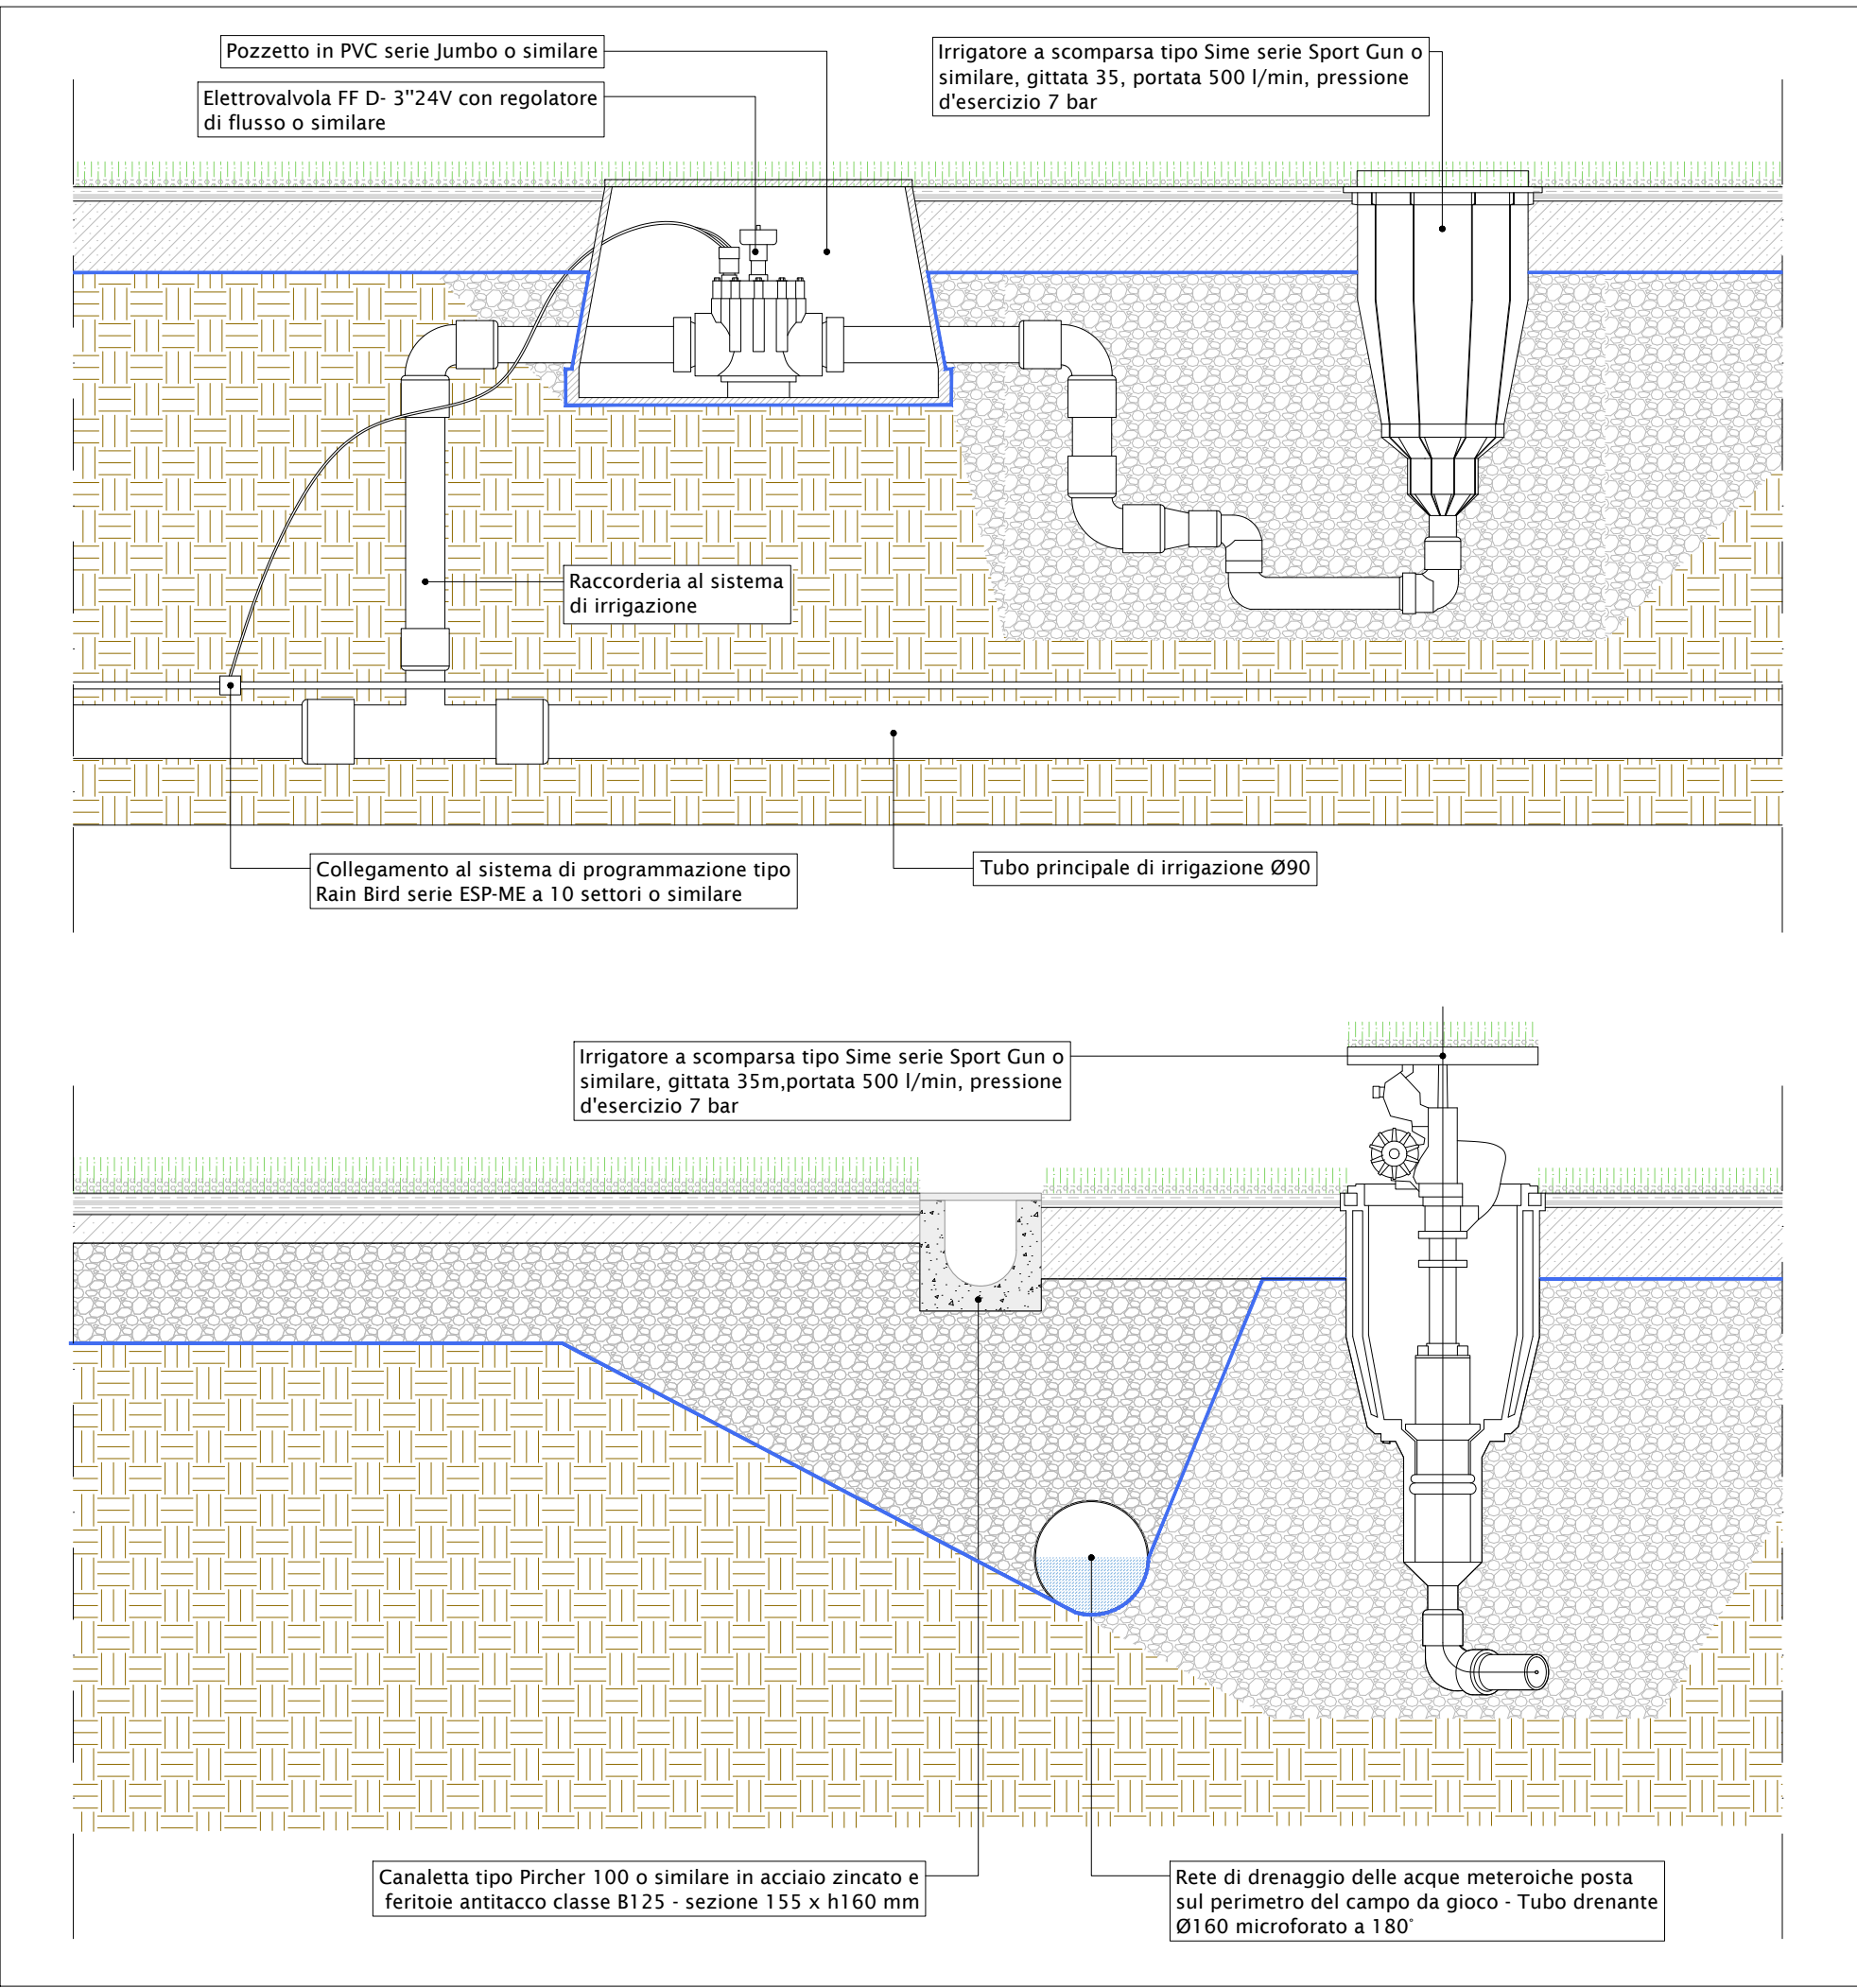 Pozzetto in PVC serie Jumbo o similare
Elettrovalvola FF D- 3"24V con regolatore
di flusso o similare
Irrigatore a scomparsa tipo Sime serie Sport Gun o
similare, gittata 35, portata 500 l/min, pressione
d'esercizio 7 bar
Raccorderia al sistema
di irrigazione
Collegamento al sistema di programmazione tipo
Rain Bird serie ESP-ME a 10 settori o similare
Tubo principale di irrigazione Ø90
Irrigatore a scomparsa tipo Sime serie Sport Gun o
similare, gittata 35m,portata 500 l/min, pressione
d'esercizio 7 bar
Canaletta tipo Pircher 100 o similare in acciaio zincato e
feritoie antitacco classe B125 - sezione 155 x h160 mm
Rete di drenaggio delle acque meteroiche posta
sul perimetro del campo da gioco - Tubo drenante
Ø160 microforato a 180°